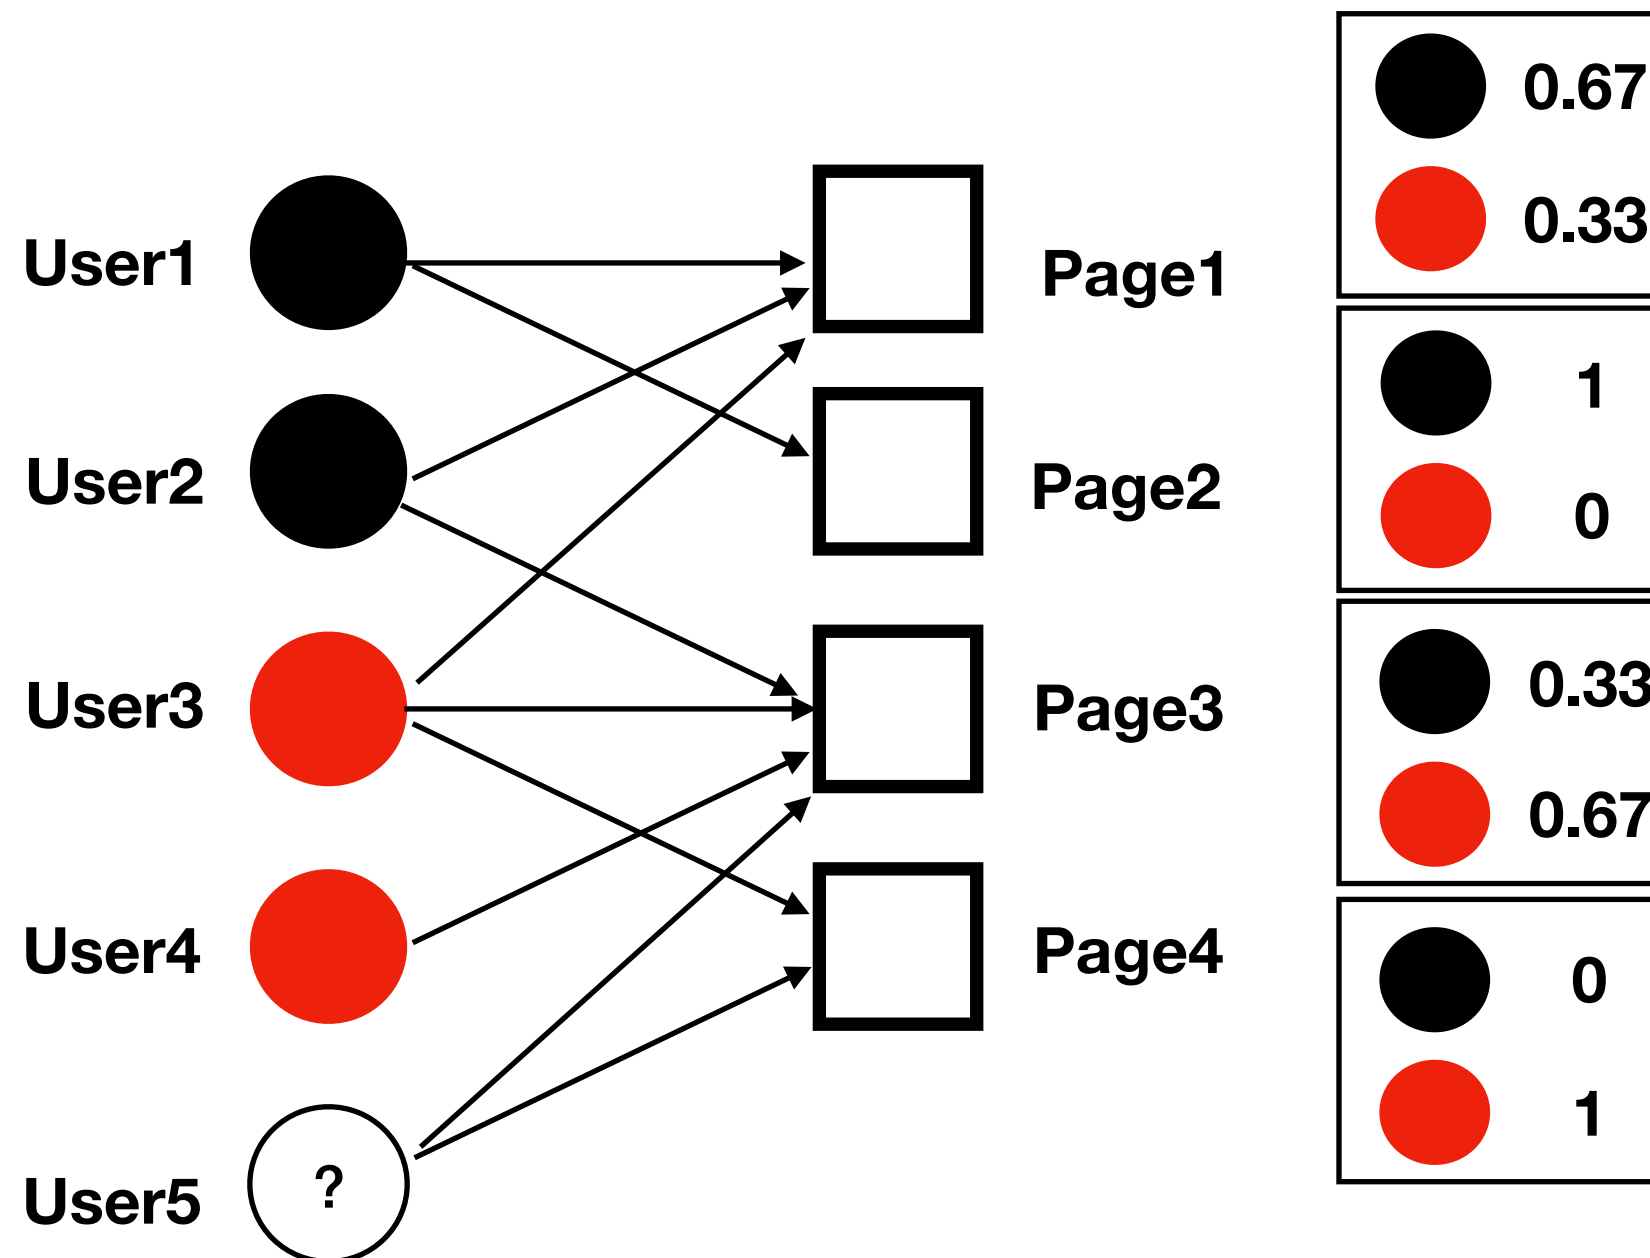 User1
User2
User3
User4
User5
?
Page1
Page2
Page3
Page4
0.67
0.33
1
0
0.33
0.67
0
1